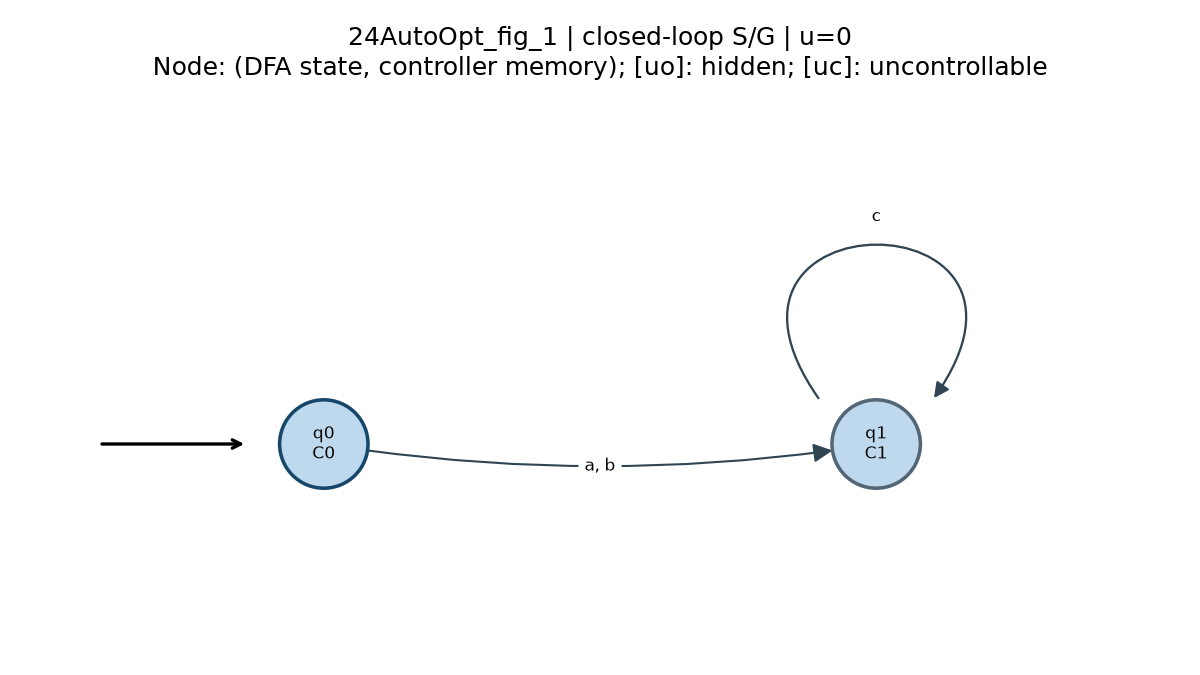 24AutoOpt_fig_1 | closed-loop S/G | u=0
Node: (DFA state, controller memory); [uo]: hidden; [uc]: uncontrollable
c
q0
C0
a, b
q1
C1